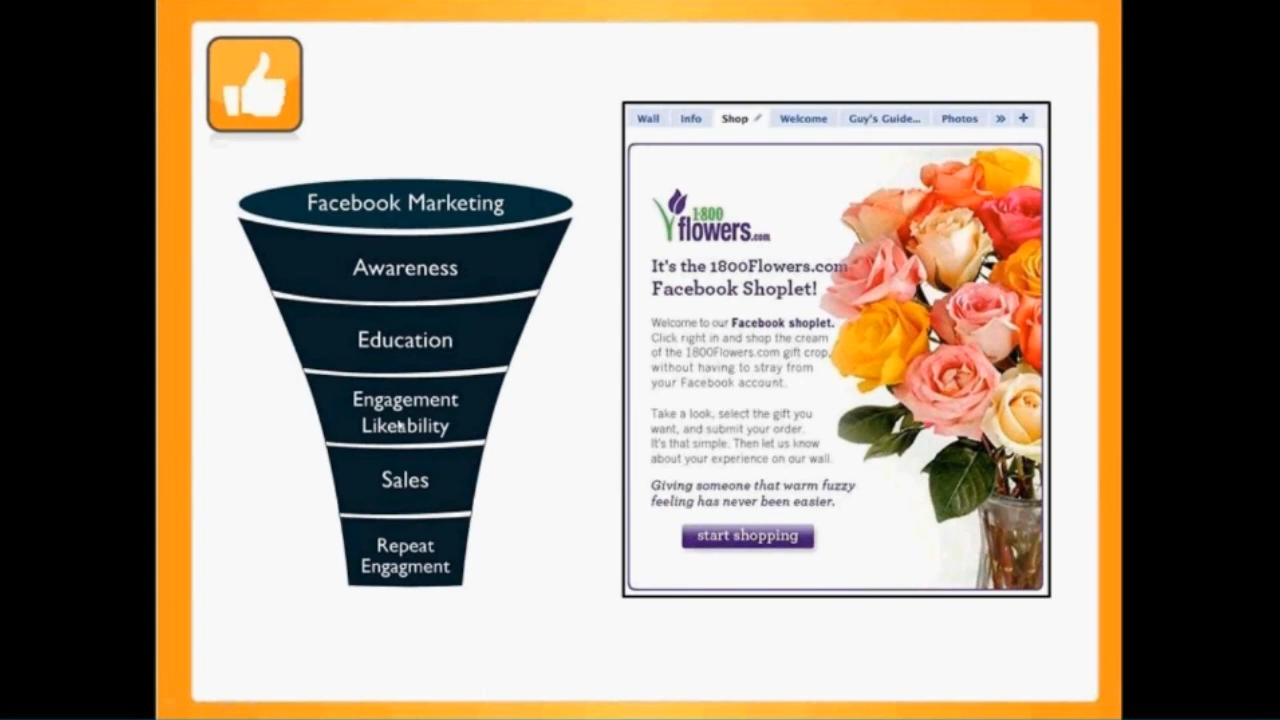 Facebook Marketing
Awareness
Education
Engagement
Likeability
Sales
Repeat
Engagment
Wall Info Shop Welcome Guy's Guide... Photos » +
1·800
flowers.com
It's the 1800Flowers.com
Facebook Shoplet!
Welcome to our Facebook shoplet.
Click right in and shop the cream
of the 1800Flowers.com gift crop,
without having to stray from
your Facebook account.
Take a look, select the gift you
want, and submit your order.
It's that simple. Then let us know
about your experience on our wall.
Giving someone that warm fuzzy
feeling has never been easier.
start shopping